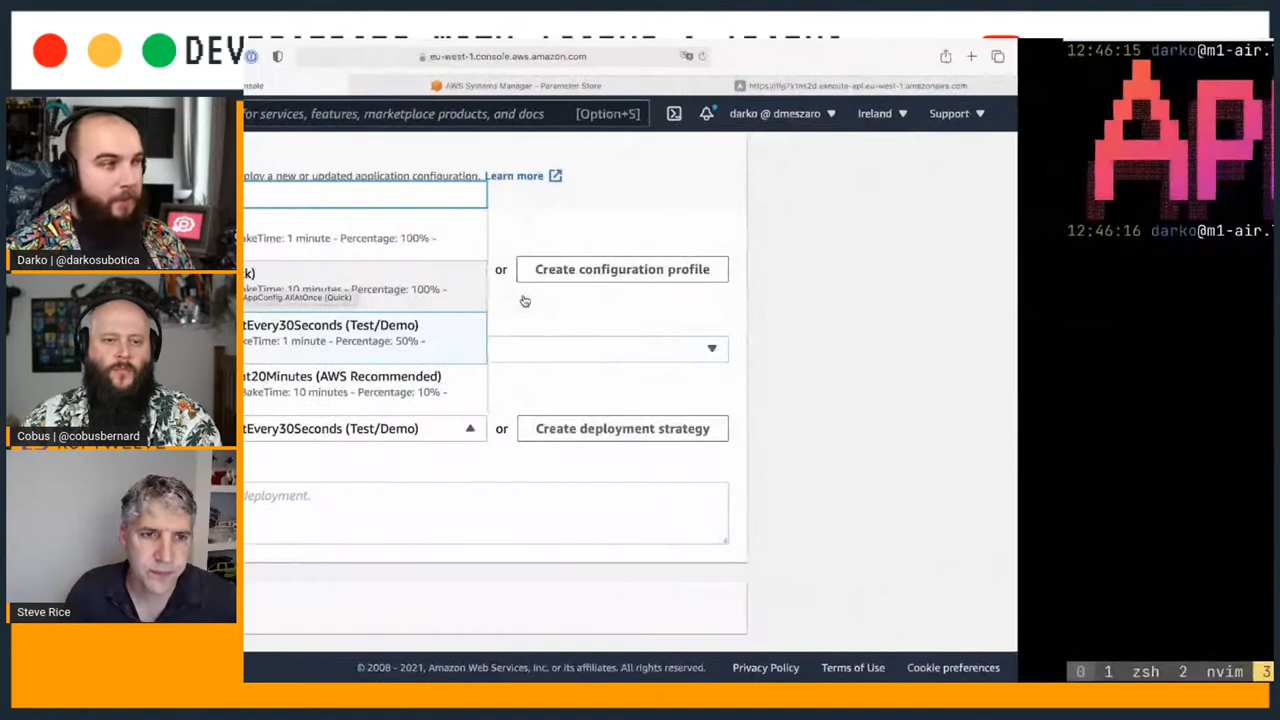 DEV
eu-west-1.console.aws.amazon.com
AWS Systems Manager - Parameter Store
for services, features, marketplace products, and docs
[Option+S]
darko @ dmeszaro
Ireland
Support
ploy a new or updated application configuration. Learn more
akeTime: 1 minute - Percentage: 100% -
k)
BakeTime: 10 minutes - Percentage: 100% -
AppConfig.AllAtOnce (Quick)
or
Create configuration profile
tEvery30Seconds (Test/Demo)
keTime: 1 minute - Percentage: 50% -
nt20Minutes (AWS Recommended)
BakeTime: 10 minutes - Percentage: 10% -
tEvery30Seconds (Test/Demo)
or
Create deployment strategy
deployment.
© 2008 - 2021, Amazon Web Services, Inc. or its affiliates. All rights reserved.
Privacy Policy
Terms of Use
Cookie preferences
12:46:15 darko@m1-air.
AP
12:46:16 darko@m1-air.
0 1 zsh 2 nvim 3
Darko | @darkosubotica
Cobus | @cobusbernard
Steve Rice